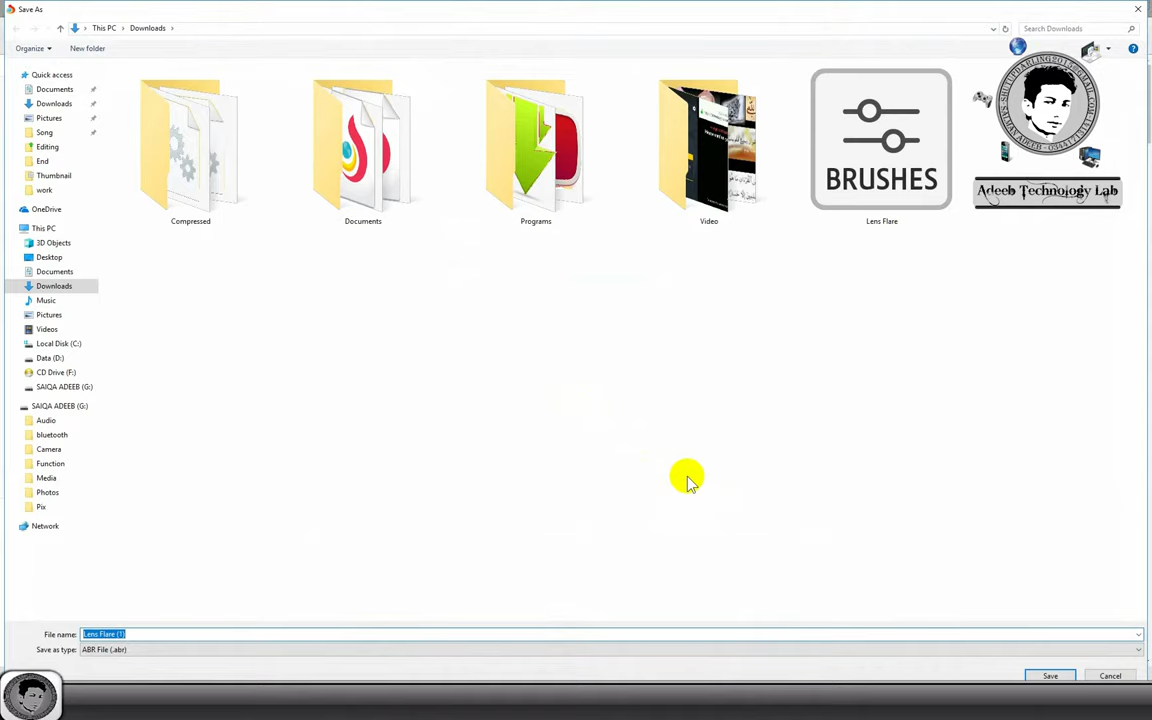 Save As
This PC
Downloads
Search Downloads
Organize
New folder
Quick access
Documents
Downloads
Pictures
Song
Editing
End
Thumbnail
work
OneDrive
This PC
3D Objects
Desktop
Documents
Downloads
Music
Pictures
Videos
Local Disk (C:)
Data (D:)
CD Drive (F:)
SAIQA ADEEB (G:)
SAIQA ADEEB (G:)
Audio
bluetooth
Camera
Function
Media
Photos
Pix
Network
Compressed
Documents
Programs
Video
BRUSHES
Lens Flare
Adeeb Technology Lab
File name:
Lens Flare (1)
Save as type:
ABR File (.abr)
Save
Cancel